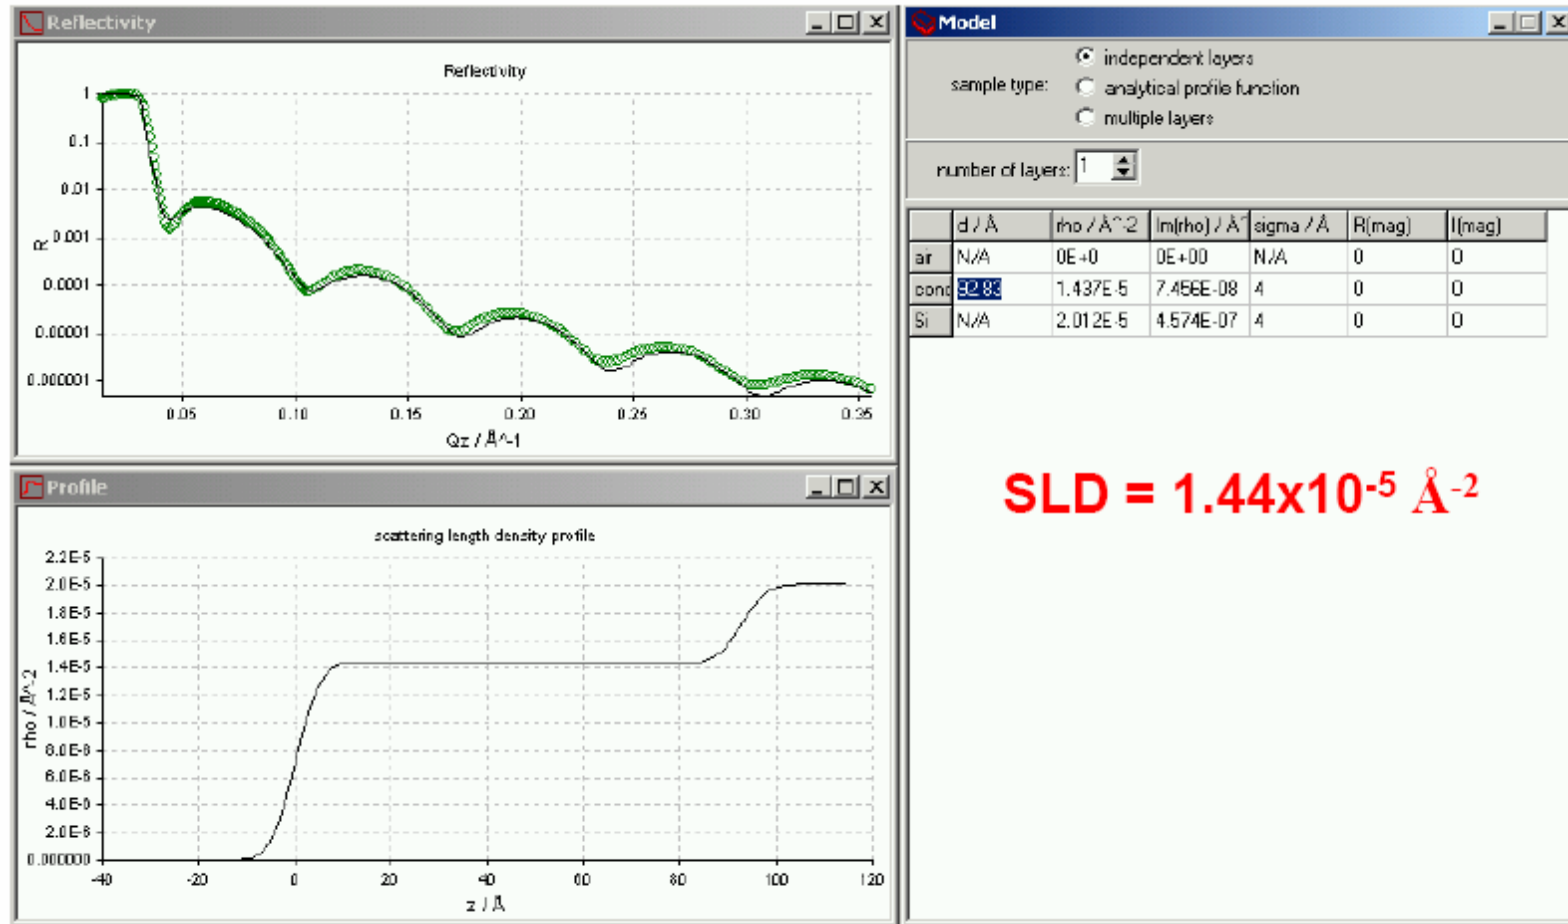 Reflectivity
Reflectivity
1
0.1
0.01
0.001
0.0001
0.00001
0.000001
R
0.05 0.10 0.15 0.20 0.25 0.30 0.35
Qz / Å^-1
Profile
scattering length density profile
2.2E-5
2.0E-5
1.8E-5
1.6E-5
1.4E-5
1.2E-5
1.0E-5
8.0E-6
6.0E-6
4.0E-6
2.0E-6
0.000000
rho / Å^-2
-40 -20 0 20 40 60 80 100 120
z / Å
Model
sample type:
independent layers
analytical profile function
multiple layers
number of layers: 1
d / Å rho / Å^-2 Im(rho) / Å^ sigma / Å R(mag) I(mag)
air N/A 0E+0 0E+00 N/A 0 0
cond 92.83 1.437E-5 7.456E-08 4 0 0
Si N/A 2.012E-5 4.574E-07 4 0 0
SLD = 1.44x10-5 Å-2